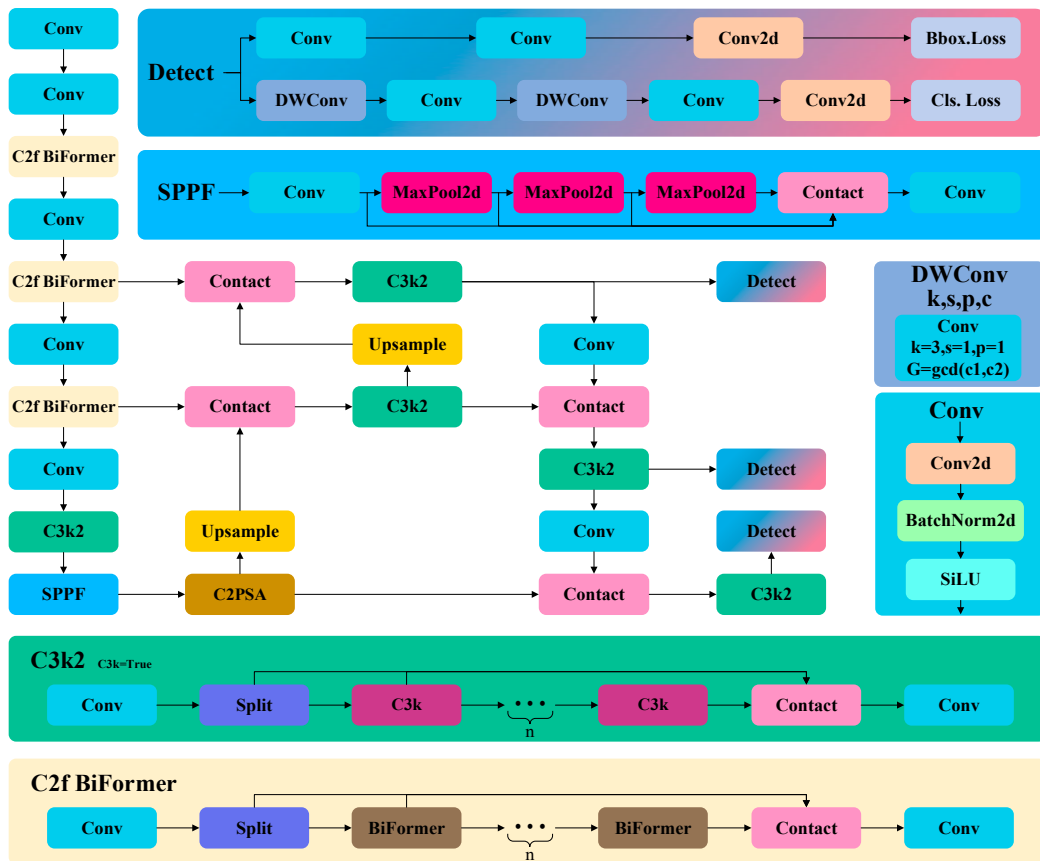 Conv
Conv
C2f BiFormer
Conv
C2f BiFormer
Conv
C2f BiFormer
Conv
C3k2
SPPF
Detect
Conv
Conv
Conv2d
Bbox.Loss
DWConv
Conv
DWConv
Conv
Conv2d
Cls. Loss
SPPF
Conv
MaxPool2d
MaxPool2d
MaxPool2d
Contact
Conv
Contact
C3k2
Detect
Upsample
Conv
Contact
C3k2
Contact
C3k2
Detect
Upsample
Conv
Detect
C2PSA
Contact
C3k2
DWConv
k,s,p,c
Conv
k=3,s=1,p=1
G=gcd(c1,c2)
Conv
Conv2d
BatchNorm2d
SiLU
C3k2 C3k=True
Conv
Split
C3k
• • •
n
C3k
Contact
Conv
C2f BiFormer
Conv
Split
BiFormer
• • •
n
BiFormer
Contact
Conv